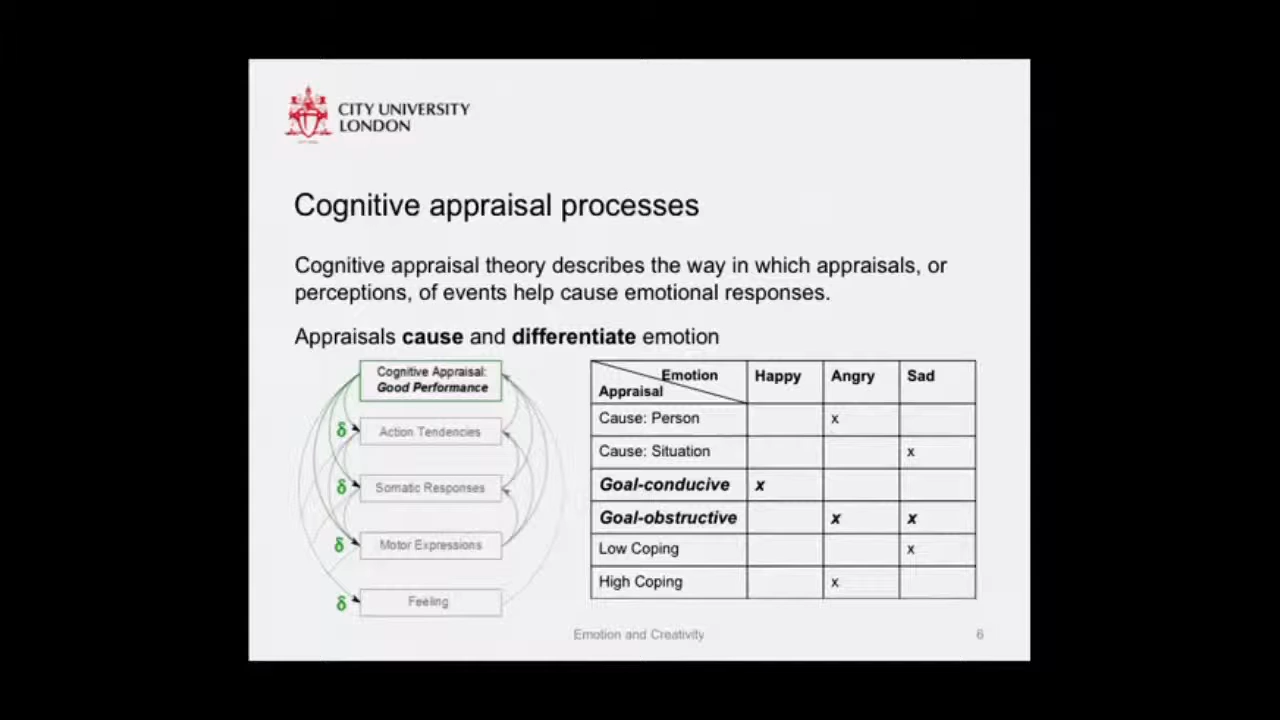 CITY UNIVERSITY
LONDON
Cognitive appraisal processes
Cognitive appraisal theory describes the way in which appraisals, or
perceptions, of events help cause emotional responses.
Appraisals cause and differentiate emotion
Cognitive Appraisal:
Good Performance
δ Action Tendencies
δ Somatic Responses
δ Motor Expressions
δ Feeling
Emotion Happy Angry Sad
Appraisal
Cause: Person x
Cause: Situation x
Goal-conducive x
Goal-obstructive x x
Low Coping x
High Coping x
Emotion and Creativity 6